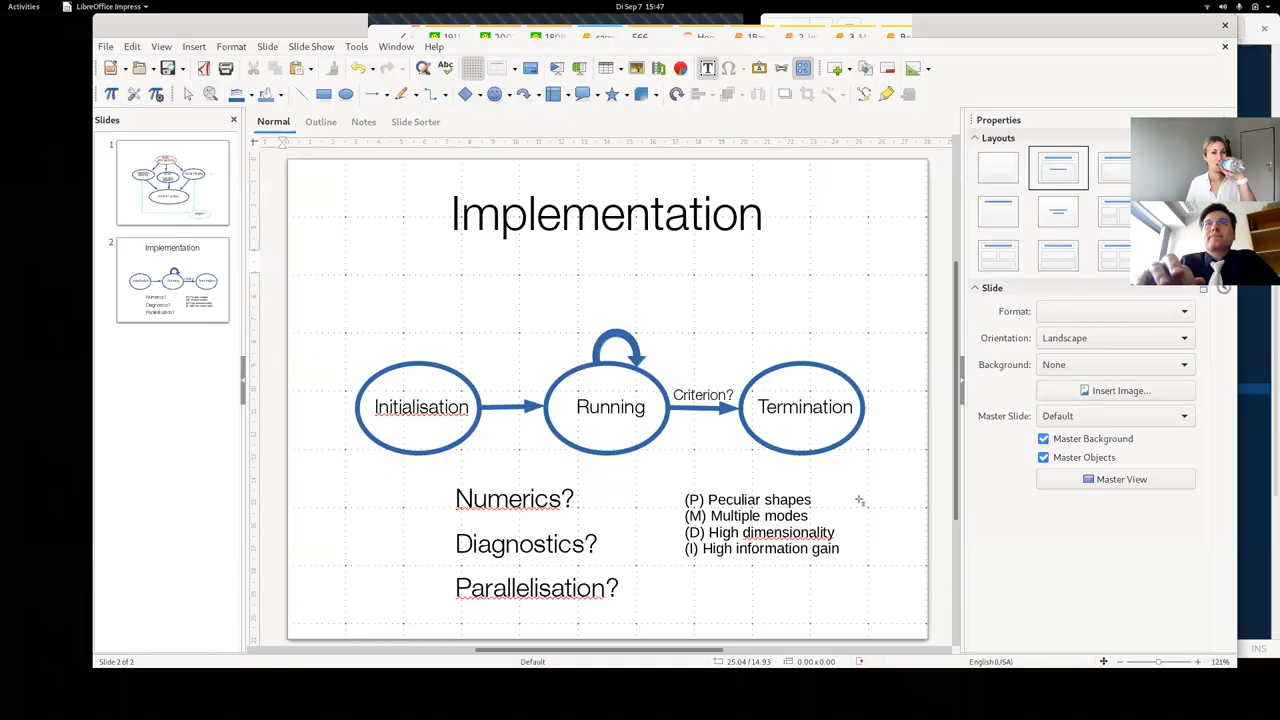 Activities
LibreOffice Impress
Di Sep 7 15:47
File Edit View Insert Format Slide Slide Show Tools Window Help
Slides
Normal Outline Notes Slide Sorter
Properties
Layouts
1
2
Implementation
Initialisation
Running
Criterion?
Termination
Numerics?
Diagnostics?
Parallelisation?
(P) Peculiar shapes
(M) Multiple modes
(D) High dimensionality
(I) High information gain
Slide
Format:
Orientation: Landscape
Background: None
Insert Image...
Master Slide: Default
Master Background
Master Objects
Master View
Slide 2 of 2
Default
25.04 / 14.93
0.00 x 0.00
English (USA)
121%
INS